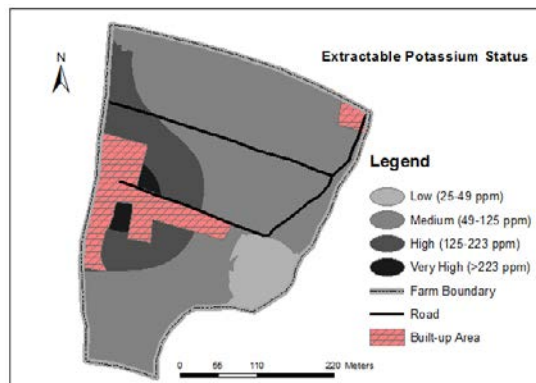 Extractable Potassium Status
N
Legend
Low (25-49 ppm)
Medium (49-125 ppm)
High (125-223 ppm)
Very High (>223 ppm)
Farm Boundary
Road
Built-up Area
0 55 110 220 Meters